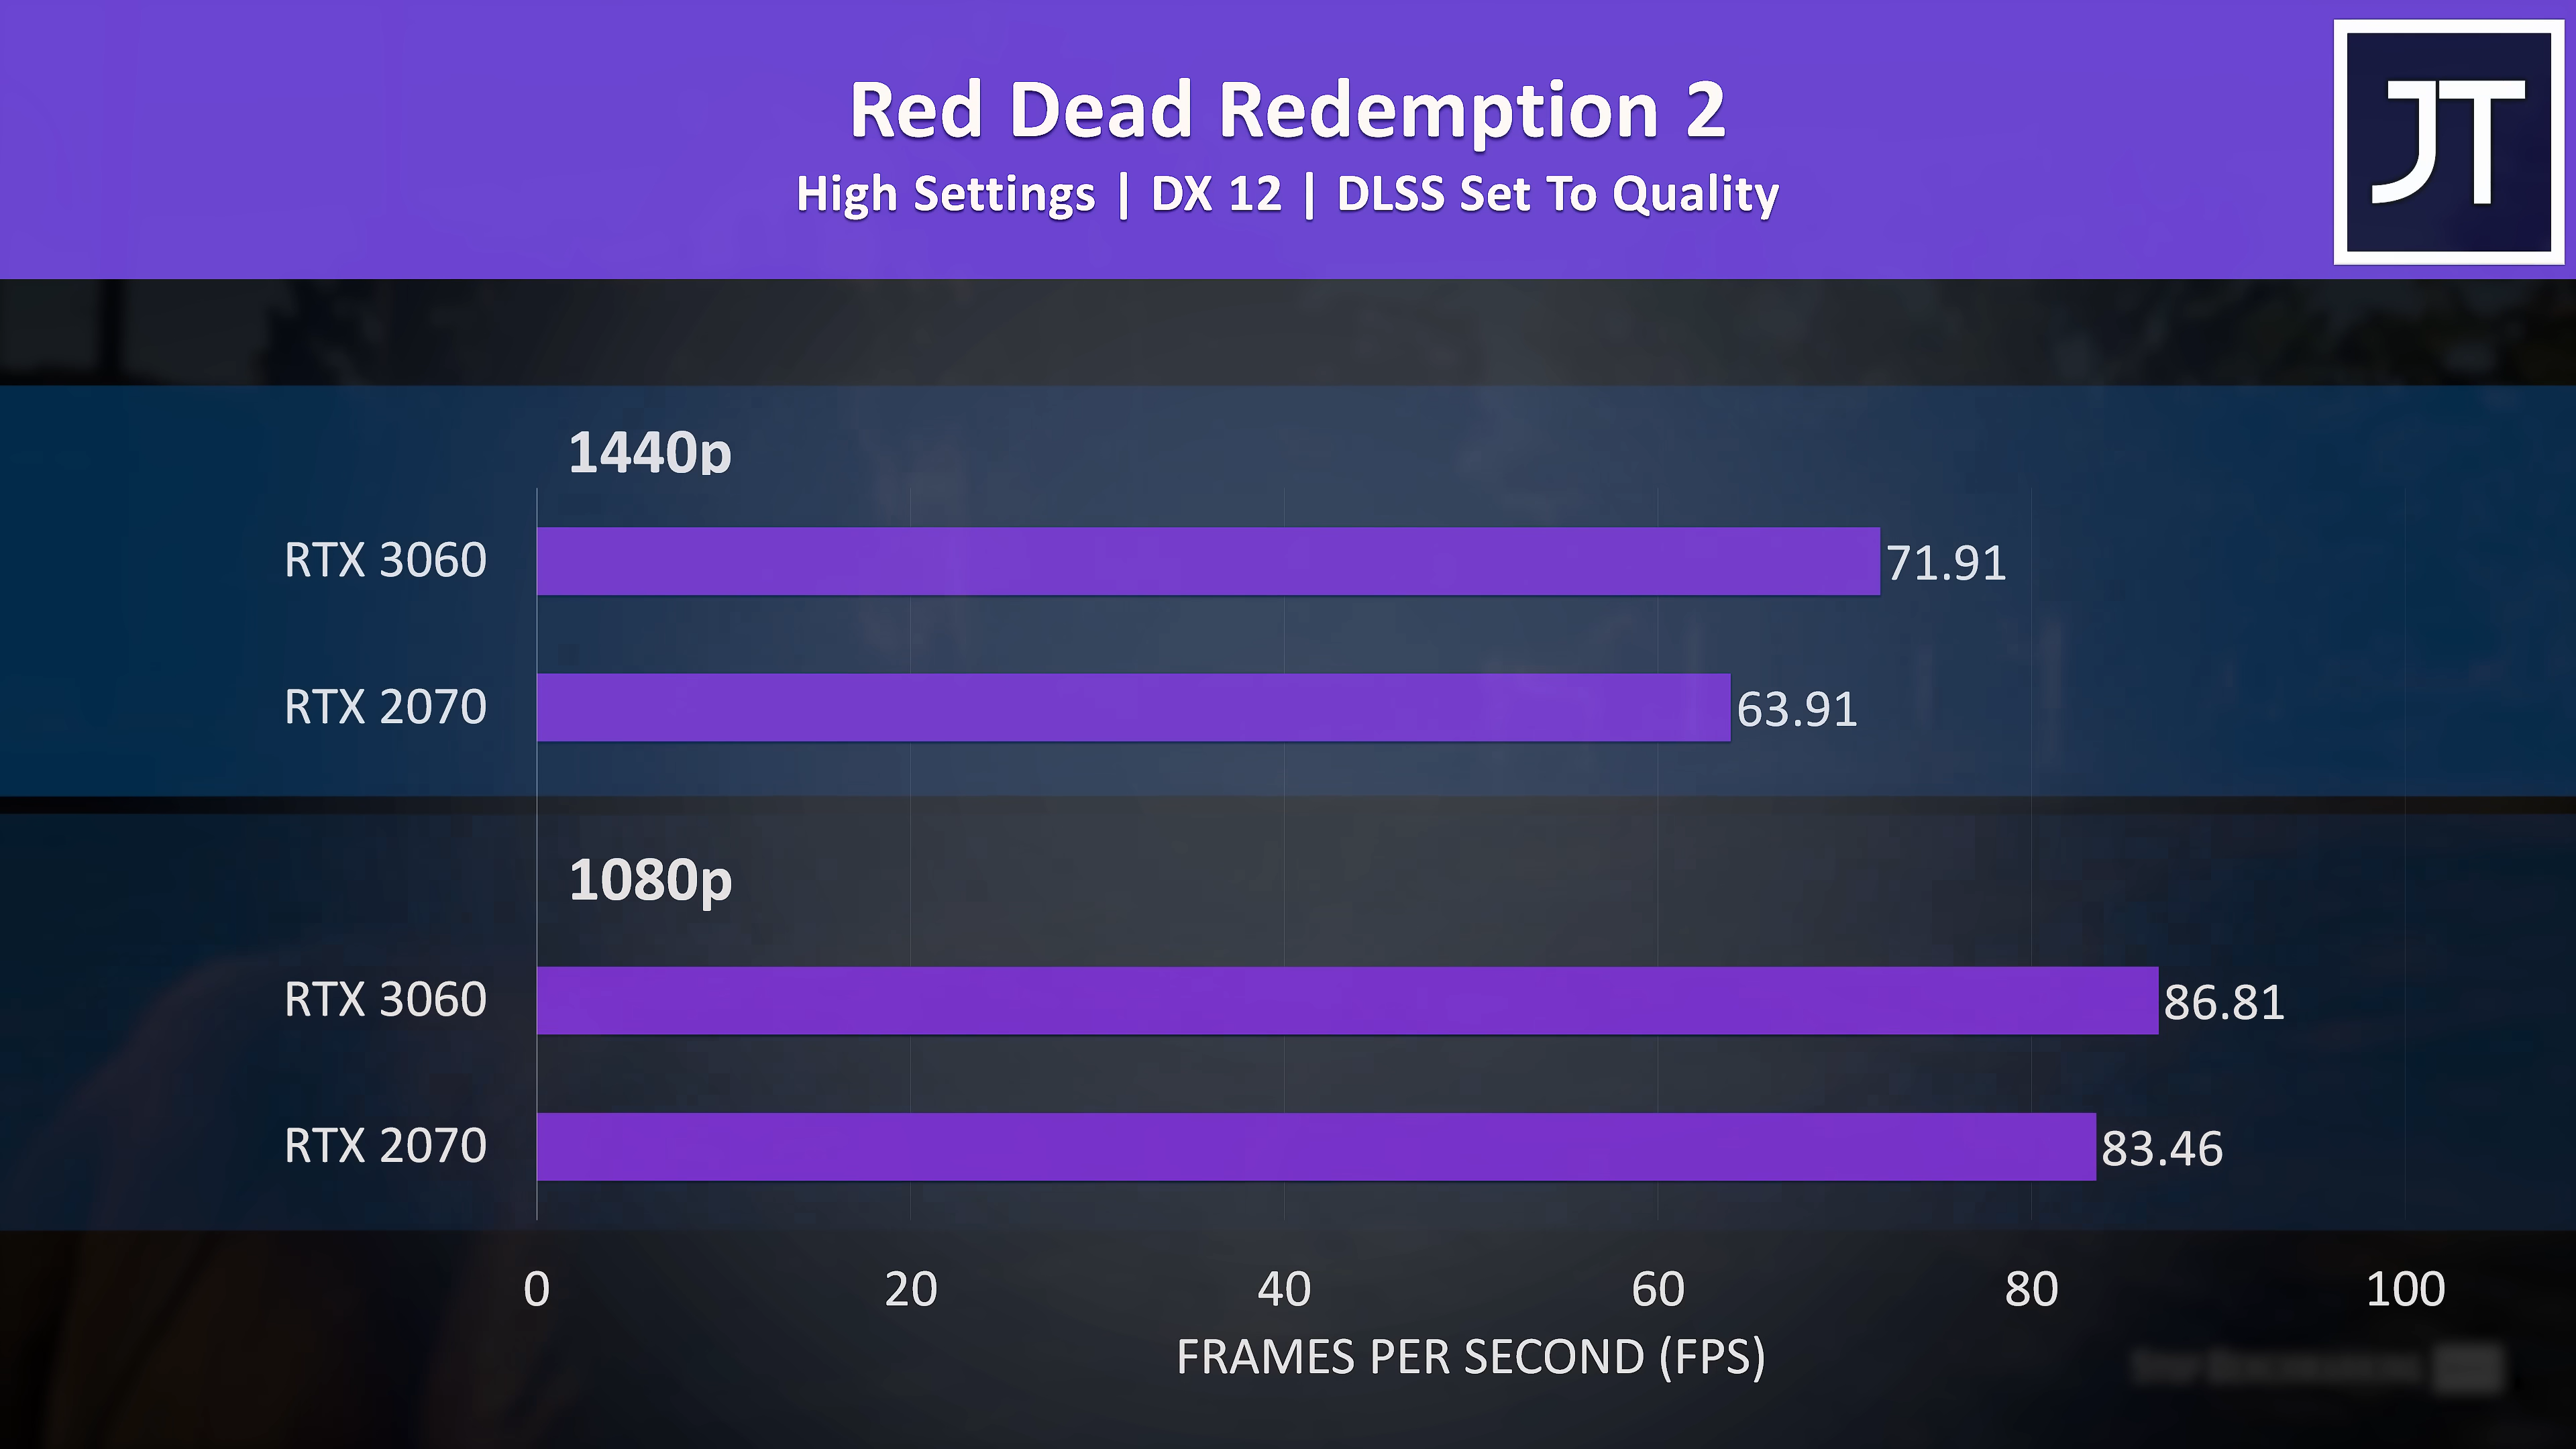 Red Dead Redemption 2
High Settings | DX 12 | DLSS Set To Quality
JT
1440p
RTX 3060
71.91
RTX 2070
63.91
1080p
RTX 3060
86.81
RTX 2070
83.46
0 20 40 60 80 100
FRAMES PER SECOND (FPS)